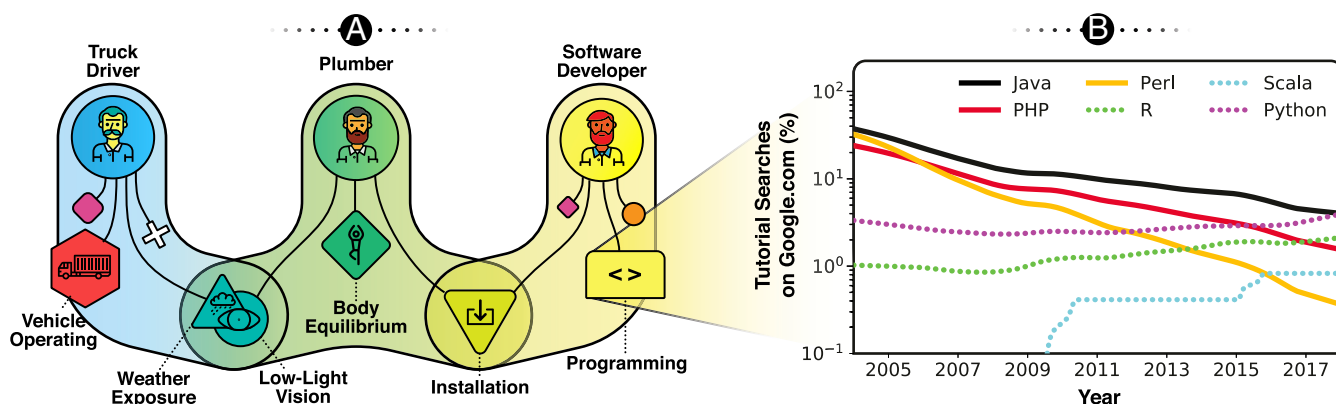 A
Truck
Driver
Plumber
Software
Developer
Vehicle
Operating
Weather
Exposure
Low-Light
Vision
Body
Equilibrium
Installation
< >
Programming
B
Tutorial Searches
on Google.com (%)
10²
10¹
10⁰
10⁻¹
Java
PHP
Perl
R
Scala
Python
2005 2007 2009 2011 2013 2015 2017
Year